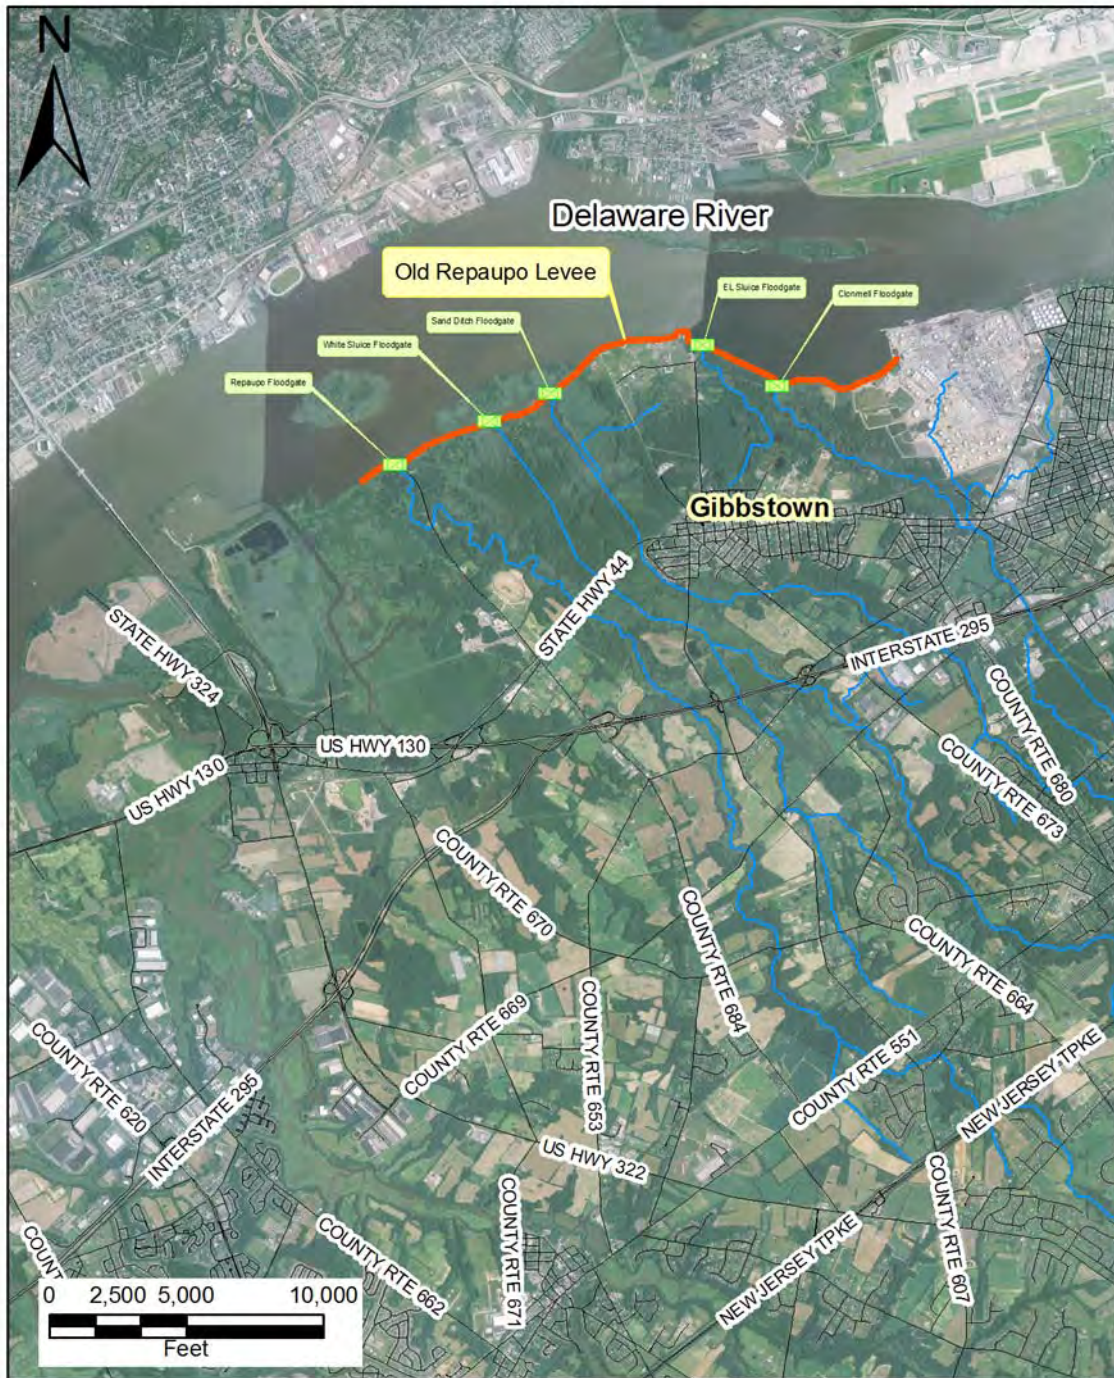 N
Delaware River
Old Repaupo Levee
EL Sluice Floodgate
Clonmell Floodgate
Sand Ditch Floodgate
White Sluice Floodgate
Repaupo Floodgate
Gibbstown
STATE HWY 44
INTERSTATE 295
STATE HWY 324
US HWY 130
US HWY 130
COUNTY RTE 680
COUNTY RTE 673
COUNTY RTE 670
COUNTY RTE 684
COUNTY RTE 664
COUNTY RTE 669
COUNTY RTE 653
COUNTY RTE 551
NEW JERSEY TPKE
COUNTY RTE 620
INTERSTATE 295
US HWY 322
COUNTY RTE 671
COUNTY RTE 607
NEW JERSEY TPKE
COUNTY RTE 662
COUNT
0 2,500 5,000 10,000
Feet